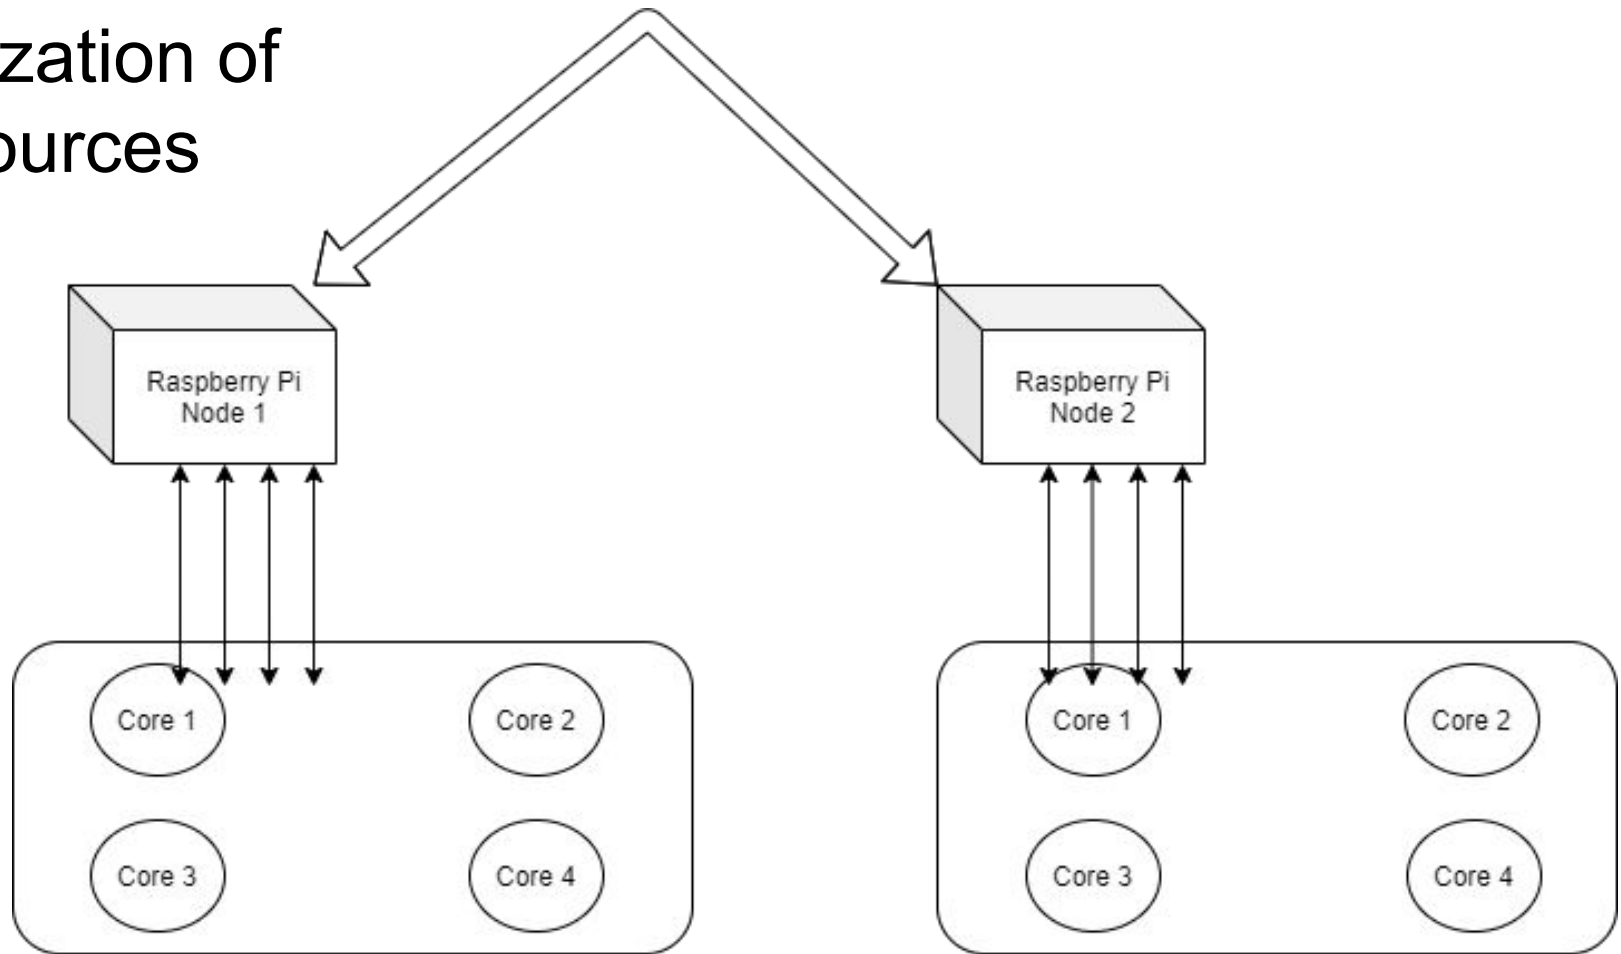 zation of
ources
Raspberry Pi
Node 1
Raspberry Pi
Node 2
Core 1
Core 2
Core 1
Core 2
Core 3
Core 4
Core 3
Core 4